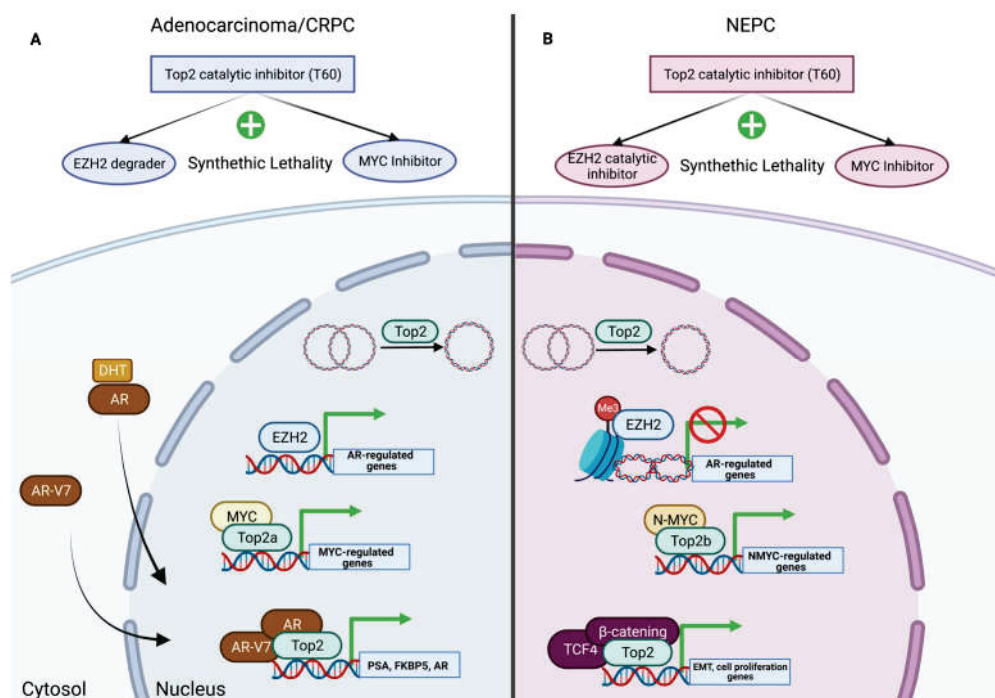 Adenocarcinoma/CRPC
A
Top2 catalytic inhibitor (T60)
EZH2 degrader
Synthethic Lethality
MYC Inhibitor
DHT
AR
AR-V7
Top2
EZH2
AR-regulated
genes
MYC
Top2a
MYC-regulated
genes
AR
AR-V7
Top2
PSA, FKBP5, AR
Cytosol
Nucleus
NEPC
B
Top2 catalytic inhibitor (T60)
EZH2 catalytic
inhibitor
Synthethic Lethality
MYC Inhibitor
Top2
Me3
EZH2
AR-regulated
genes
N-MYC
Top2b
NMYC-regulated
genes
β-catening
TCF4
Top2
EMT, cell proliferation
genes